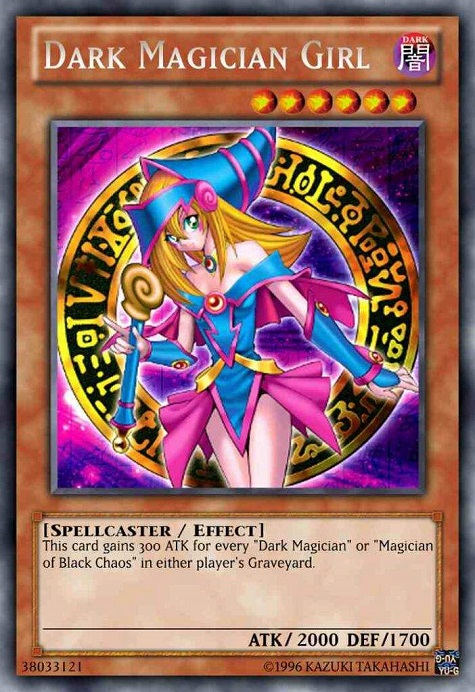 Dark Magician Girl
DARK
闇
[Spellcaster / Effect]
This card gains 300 ATK for every "Dark Magician" or "Magician
of Black Chaos" in either player's Graveyard.
ATK/ 2000 DEF/1700
38033121
©1996 KAZUKI TAKAHASHI